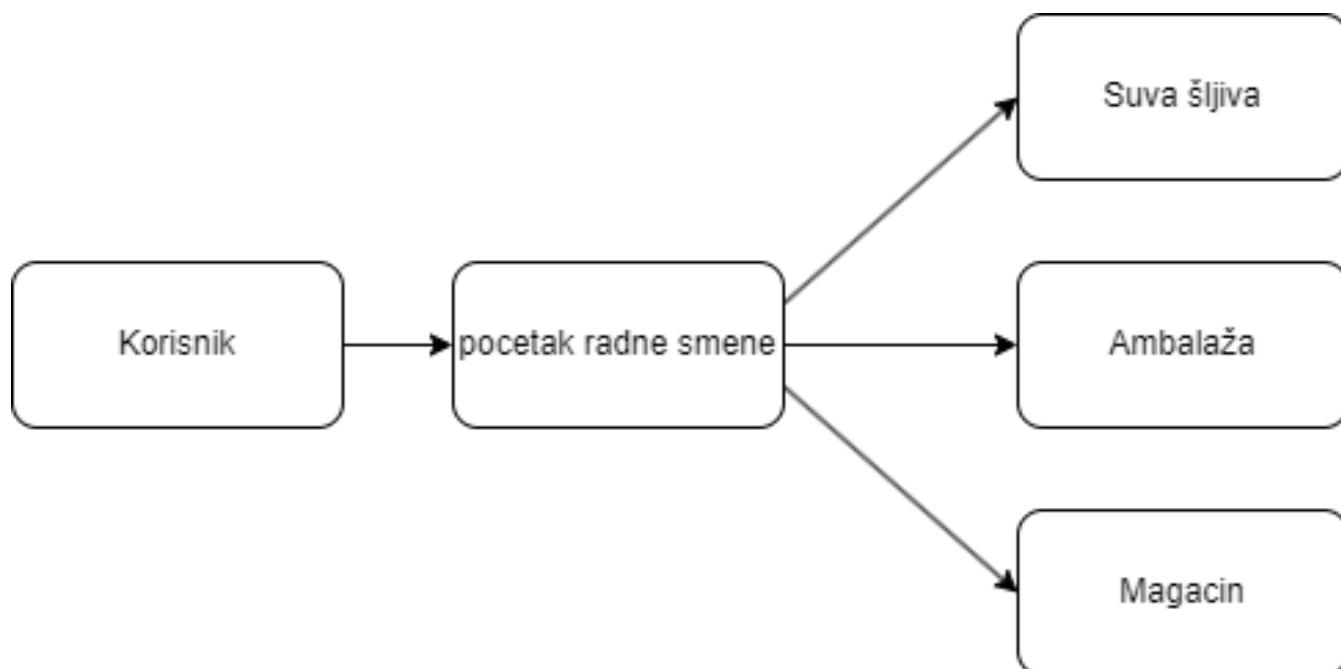 Korisnik
pocetak radne smene
Suva šljiva
Ambalaža
Magacin